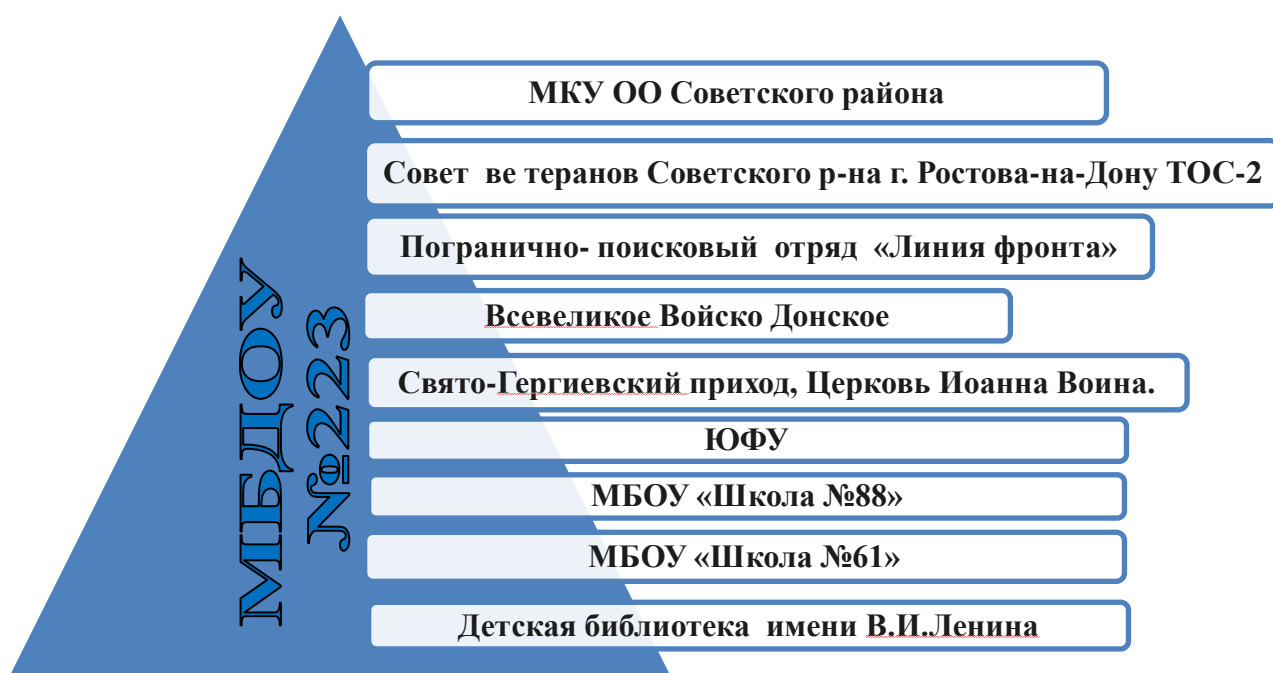 МКУ ОО Советского района
Совет ве теранов Советского р-на г. Ростова-на-Дону ТОС-2
Погранично- поисковый отряд «Линия фронта»
Всевеликое Войско Донское
Свято-Гергиевский приход, Церковь Иоанна Воина.
ЮФУ
МБОУ «Школа №88»
МБОУ «Школа №61»
Детская библиотека имени В.И.Ленина
МБДОУ
№223